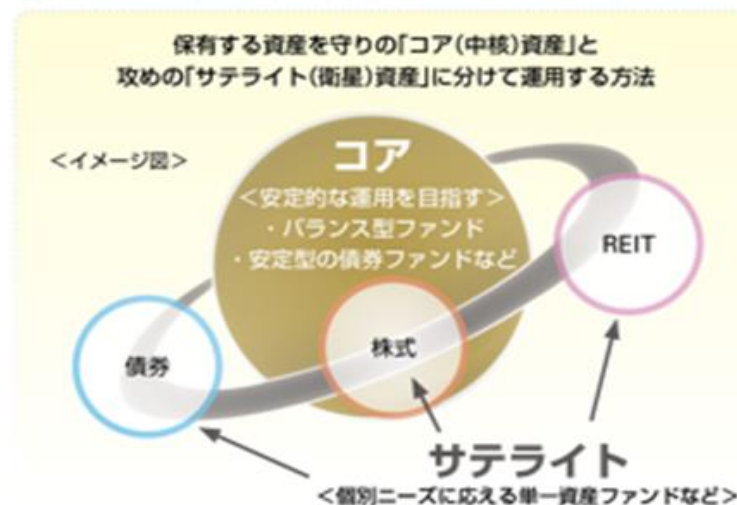 保有する資産を守りの「コア(中核)資産」と
攻めの「サテライト(衛星)資産」に分けて運用する方法
<イメージ図>
コア
<安定的な運用を目指す>
・バランス型ファンド
・安定型の債券ファンドなど
REIT
株式
債券
サテライト
<個別ニーズに応える単一資産ファンドなど>